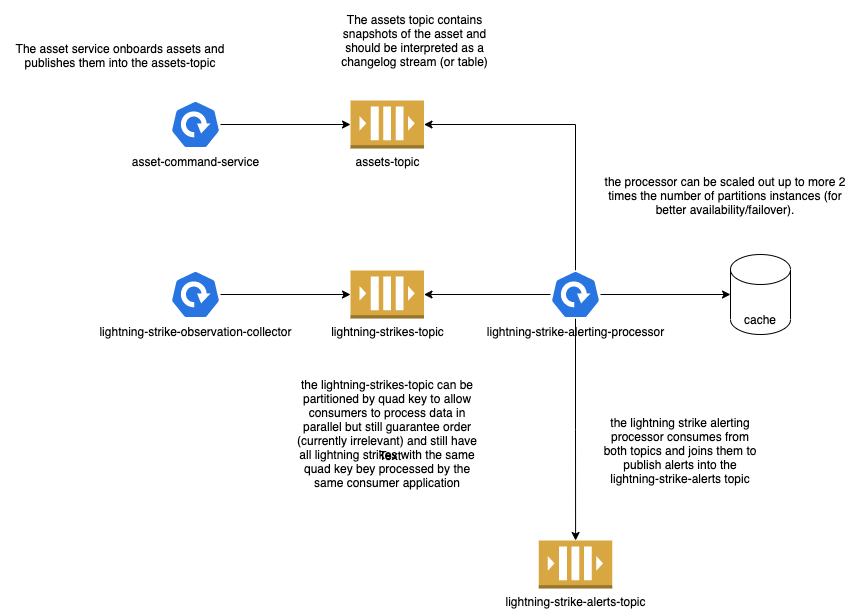 The assets topic contains
snapshots of the asset and
should be interpreted as a
changelog stream (or table)
The asset service onboards assets and
publishes them into the assets-topic
asset-command-service
assets-topic
the processor can be scaled out up to more 2
times the number of partitions instances (for
better availability/failover).
cache
lightning-strike-observation-collector
lightning-strikes-topic
lightning-strike-alerting-processor
the lightning-strikes-topic can be
partitioned by quad key to allow
consumers to process data in
parallel but still guarantee order
(currently irrelevant) and still have
all lightning strikes with the same
quad key bey processed by the
same consumer application
Text
the lightning strike alerting
processor consumes from
both topics and joins them to
publish alerts into the
lightning-strike-alerts topic
lightning-strike-alerts-topic